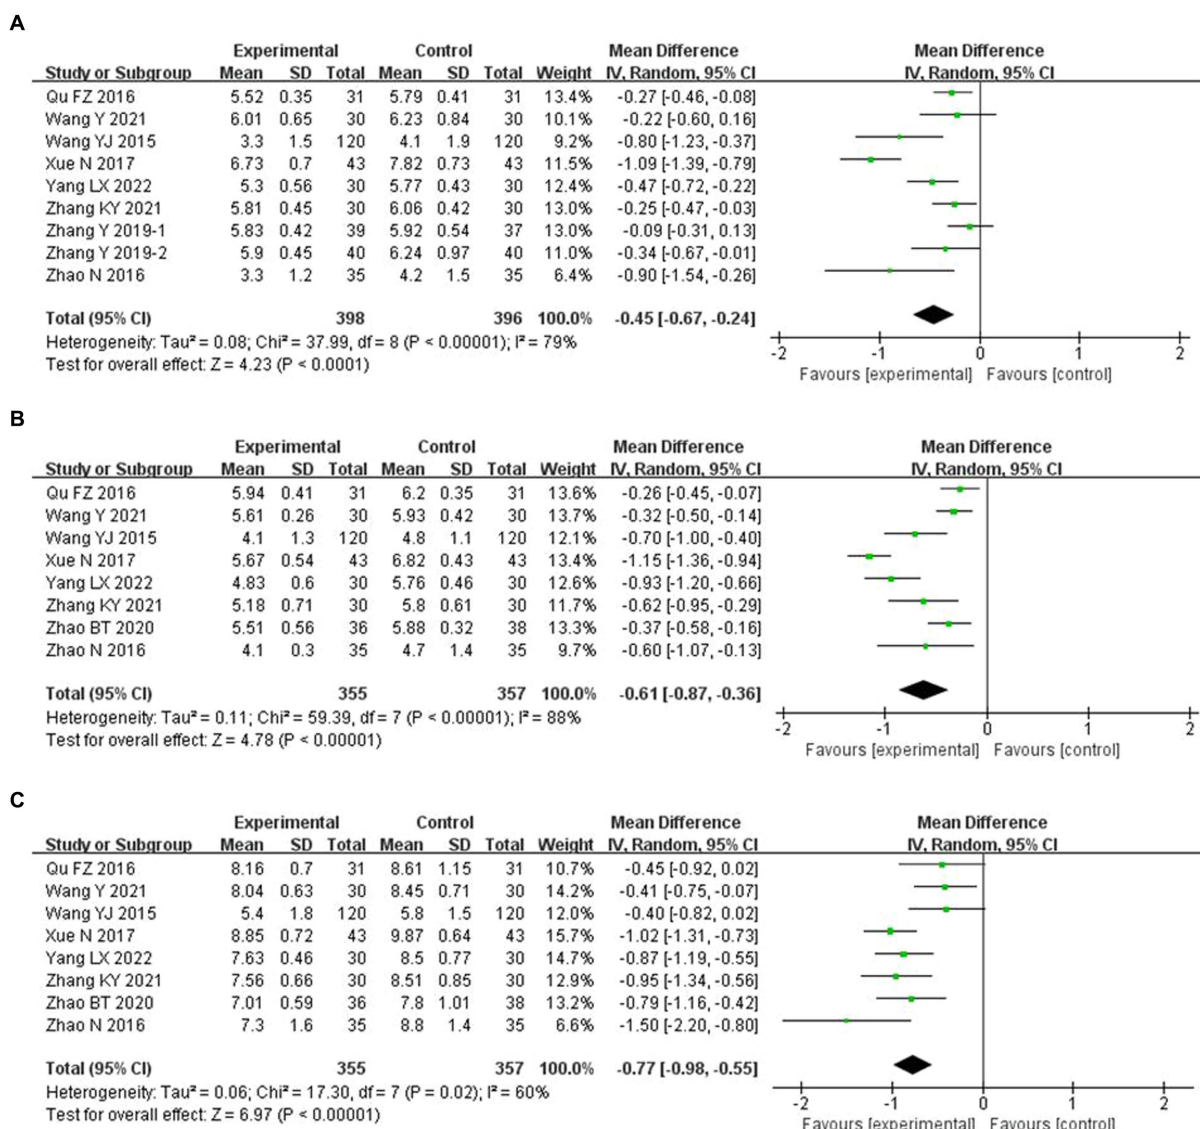 A
Experimental Control Mean Difference Mean Difference
Study or Subgroup Mean SD Total Mean SD Total Weight IV, Random, 95% CI IV, Random, 95% CI
Qu FZ 2016 5.52 0.35 31 5.79 0.41 31 13.4% -0.27 [-0.46, -0.08]
Wang Y 2021 6.01 0.65 30 6.23 0.84 30 10.1% -0.22 [-0.60, 0.16]
Wang YJ 2015 3.3 1.5 120 4.1 1.9 120 9.2% -0.80 [-1.23, -0.37]
Xue N 2017 6.73 0.7 43 7.82 0.73 43 11.5% -1.09 [-1.39, -0.79]
Yang LX 2022 5.3 0.56 30 5.77 0.43 30 12.4% -0.47 [-0.72, -0.22]
Zhang KY 2021 5.81 0.45 30 6.06 0.42 30 13.0% -0.25 [-0.47, -0.03]
Zhang Y 2019-1 5.83 0.42 39 5.92 0.54 37 13.0% -0.09 [-0.31, 0.13]
Zhang Y 2019-2 5.9 0.45 40 6.24 0.97 40 11.0% -0.34 [-0.67, -0.01]
Zhao N 2016 3.3 1.2 35 4.2 1.5 35 6.4% -0.90 [-1.54, -0.26]
Total (95% CI) 398 396 100.0% -0.45 [-0.67, -0.24]
Heterogeneity: Tau² = 0.08; Chi² = 37.99, df = 8 (P < 0.00001); I² = 79%
Test for overall effect: Z = 4.23 (P < 0.0001)
-2 -1 0 1 2
Favours [experimental] Favours [control]
B
Experimental Control Mean Difference Mean Difference
Study or Subgroup Mean SD Total Mean SD Total Weight IV, Random, 95% CI IV, Random, 95% CI
Qu FZ 2016 5.94 0.41 31 6.2 0.35 31 13.6% -0.26 [-0.45, -0.07]
Wang Y 2021 5.61 0.26 30 5.93 0.42 30 13.7% -0.32 [-0.50, -0.14]
Wang YJ 2015 4.1 1.3 120 4.8 1.1 120 12.1% -0.70 [-1.00, -0.40]
Xue N 2017 5.67 0.54 43 6.82 0.43 43 13.4% -1.15 [-1.36, -0.94]
Yang LX 2022 4.83 0.6 30 5.76 0.46 30 12.6% -0.93 [-1.20, -0.66]
Zhang KY 2021 5.18 0.71 30 5.8 0.61 30 11.7% -0.62 [-0.95, -0.29]
Zhao BT 2020 5.51 0.56 36 5.88 0.32 38 13.3% -0.37 [-0.58, -0.16]
Zhao N 2016 4.1 0.3 35 4.7 1.4 35 9.7% -0.60 [-1.07, -0.13]
Total (95% CI) 355 357 100.0% -0.61 [-0.87, -0.36]
Heterogeneity: Tau² = 0.11; Chi² = 59.39, df = 7 (P < 0.00001); I² = 88%
Test for overall effect: Z = 4.78 (P < 0.00001)
-2 -1 0 1 2
Favours [experimental] Favours [control]
C
Experimental Control Mean Difference Mean Difference
Study or Subgroup Mean SD Total Mean SD Total Weight IV, Random, 95% CI IV, Random, 95% CI
Qu FZ 2016 8.16 0.7 31 8.61 1.15 31 10.7% -0.45 [-0.92, 0.02]
Wang Y 2021 8.04 0.63 30 8.45 0.71 30 14.2% -0.41 [-0.75, -0.07]
Wang YJ 2015 5.4 1.8 120 5.8 1.5 120 12.0% -0.40 [-0.82, 0.02]
Xue N 2017 8.85 0.72 43 9.87 0.64 43 15.7% -1.02 [-1.31, -0.73]
Yang LX 2022 7.63 0.46 30 8.5 0.77 30 14.7% -0.87 [-1.19, -0.55]
Zhang KY 2021 7.56 0.66 30 8.51 0.85 30 12.9% -0.95 [-1.34, -0.56]
Zhao BT 2020 7.01 0.59 36 7.8 1.01 38 13.2% -0.79 [-1.16, -0.42]
Zhao N 2016 7.3 1.6 35 8.8 1.4 35 6.6% -1.50 [-2.20, -0.80]
Total (95% CI) 355 357 100.0% -0.77 [-0.98, -0.55]
Heterogeneity: Tau² = 0.06; Chi² = 17.30, df = 7 (P = 0.02); I² = 60%
Test for overall effect: Z = 6.97 (P < 0.00001)
-2 -1 0 1 2
Favours [experimental] Favours [control]